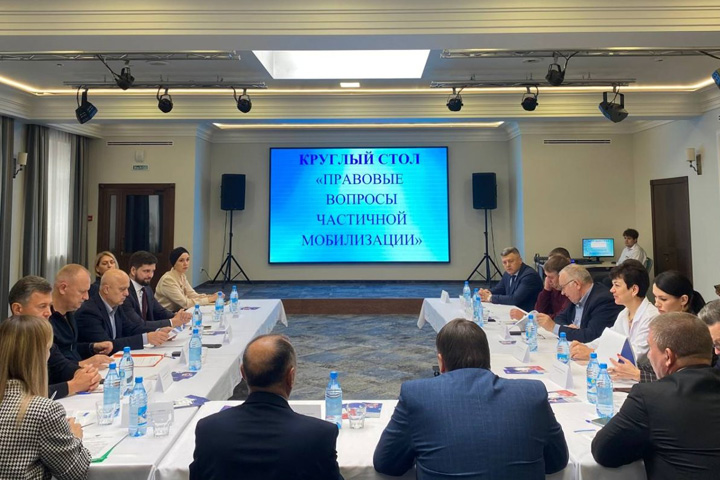 КРУГЛЫЙ СТОЛ
«ПРАВОВЫЕ
ВОПРОСЫ
ЧАСТИЧНОЙ
МОБИЛИЗАЦИИ»